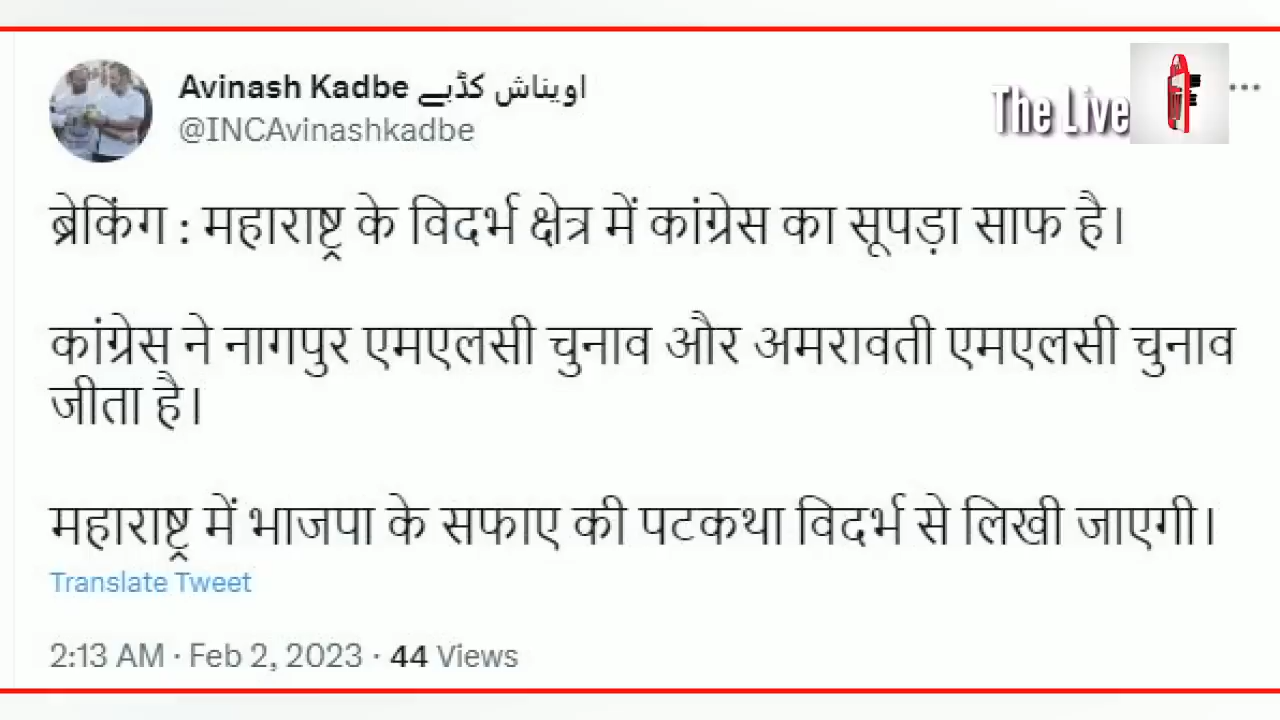 Avinash Kadbe اویناش کڈبے
The Live
@INCAvinashkadbe
ब्रेकिंग : महाराष्ट्र के विदर्भ क्षेत्र में कांग्रेस का सूपड़ा साफ है।
कांग्रेस ने नागपुर एमएलसी चुनाव और अमरावती एमएलसी चुनाव
जीता है।
महाराष्ट्र में भाजपा के सफाए की पटकथा विदर्भ से लिखी जाएगी।
Translate Tweet
2:13 AM · Feb 2, 2023 · 44 Views